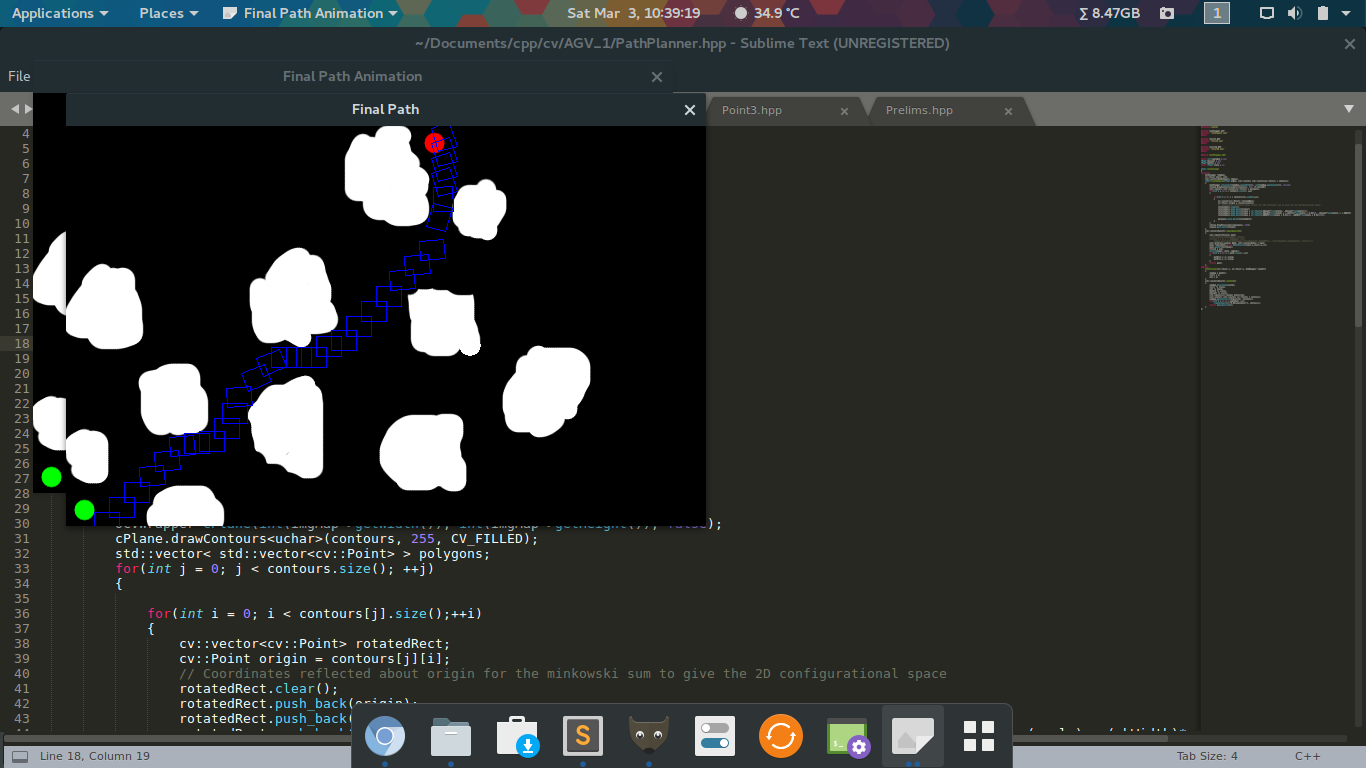 Applications Places Final Path Animation Sat Mar 3, 10:39:19 34.9 °C ∑ 8.47GB 1
~/Documents/cpp/cv/AGV_1/PathPlanner.hpp - Sublime Text (UNREGISTERED)
File Final Path Animation
Final Path Point3.hpp Prelims.hpp
4
5
6
7
8
9
10
11
12
13
14
15
16
17
18
19
20
21
22
23
24
25
26
27
28
29
30 );
31 cPlane.drawContours<uchar>(contours, 255, CV_FILLED);
32 std::vector< std::vector<cv::Point> > polygons;
33 for(int j = 0; j < contours.size(); ++j)
34 {
35
36 for(int i = 0; i < contours[j].size();++i)
37 {
38 cv::vector<cv::Point> rotatedRect;
39 cv::Point origin = contours[j][i];
40 // Coordinates reflected about origin for the minkowski sum to give the 2D configurational space
41 rotatedRect.clear();
42 rotatedRect.push_back(origin);
43 rotatedRect.push_back(
Line 18, Column 19 Tab Size: 4 C++